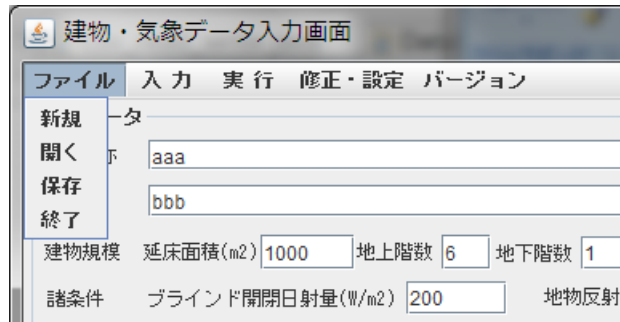 建物・気象データ入力画面
ファイル 入力 実行 修正・設定 バージョン
新規
ータ
開く
aaa
保存
bbb
終了
建物規模 延床面積(m2) 1000 地上階数 6 地下階数 1
諸条件 ブラインド開閉日射量(W/m2) 200 地物反射